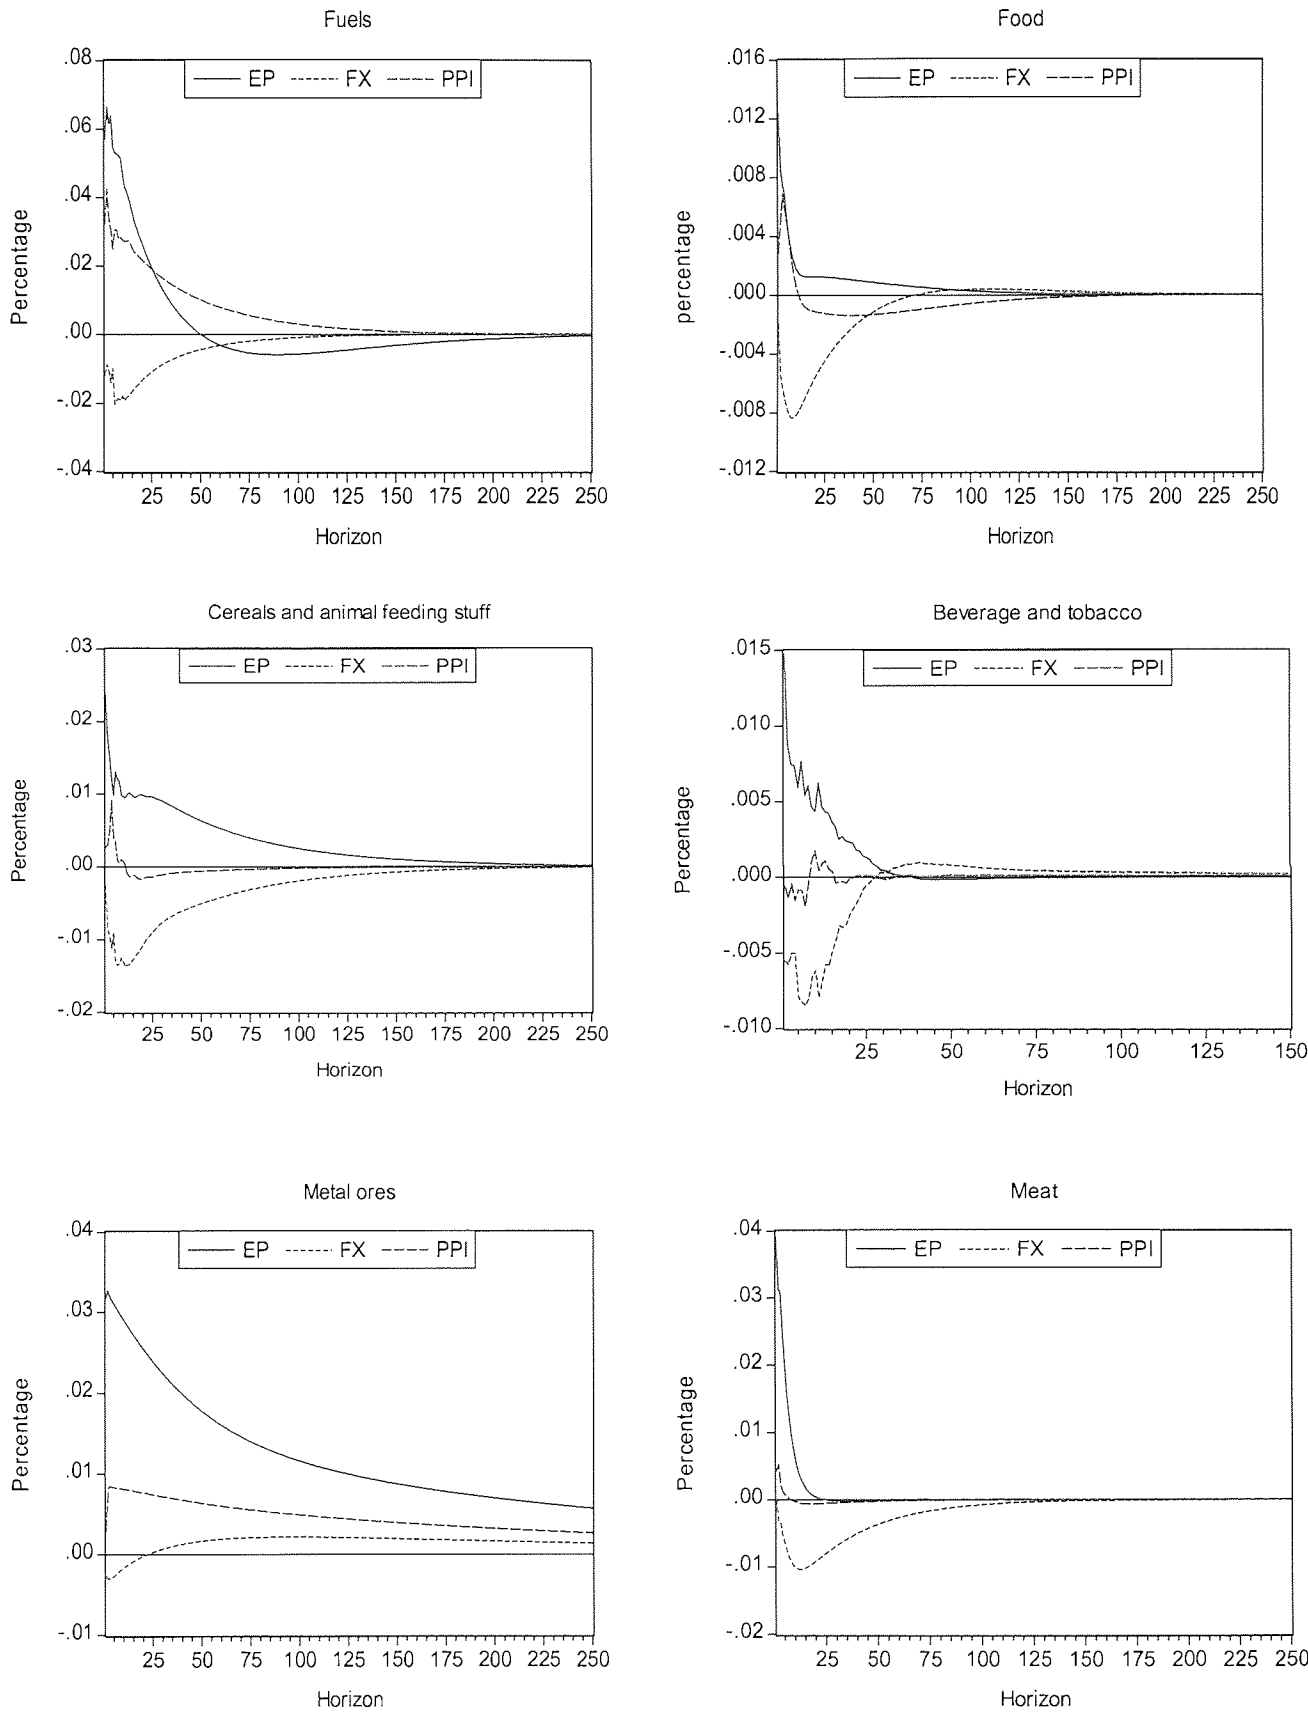 Fuels
EP FX PPI
.08
.06
.04
.02
.00
-.02
-.04
Percentage
25 50 75 100 125 150 175 200 225 250
Horizon
Food
EP FX PPI
.016
.012
.008
.004
.000
-.004
-.008
-.012
percentage
25 50 75 100 125 150 175 200 225 250
Horizon
Cereals and animal feeding stuff
EP FX PPI
.03
.02
.01
.00
-.01
-.02
Percentage
25 50 75 100 125 150 175 200 225 250
Horizon
Beverage and tobacco
EP FX PPI
.015
.010
.005
.000
-.005
-.010
Percentage
25 50 75 100 125 150
Horizon
Metal ores
EP FX PPI
.04
.03
.02
.01
.00
-.01
Percentage
25 50 75 100 125 150 175 200 225 250
Horizon
Meat
EP FX PPI
.04
.03
.02
.01
.00
-.01
-.02
Percentage
25 50 75 100 125 150 175 200 225 250
Horizon